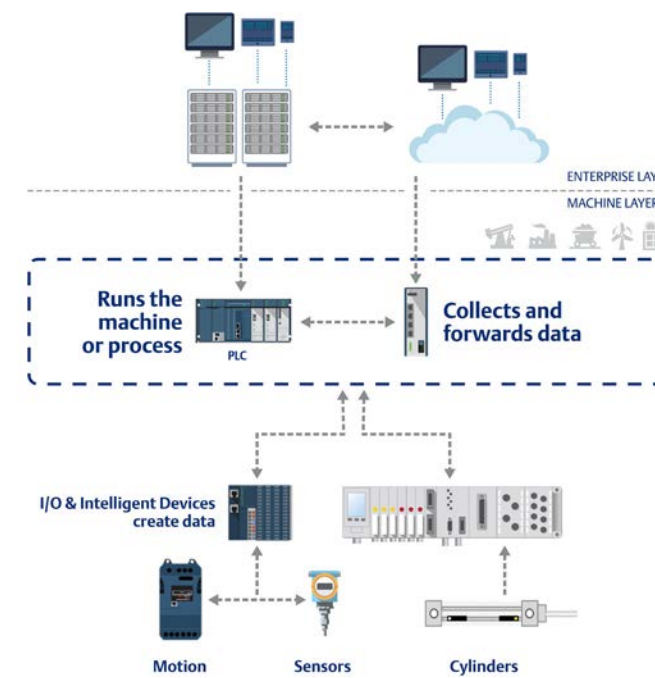 ENTERPRISE LAY
MACHINE LAYER
Runs the
machine
or process
PLC
Collects and
forwards data
I/O & Intelligent Devices
create data
Motion
Sensors
Cylinders